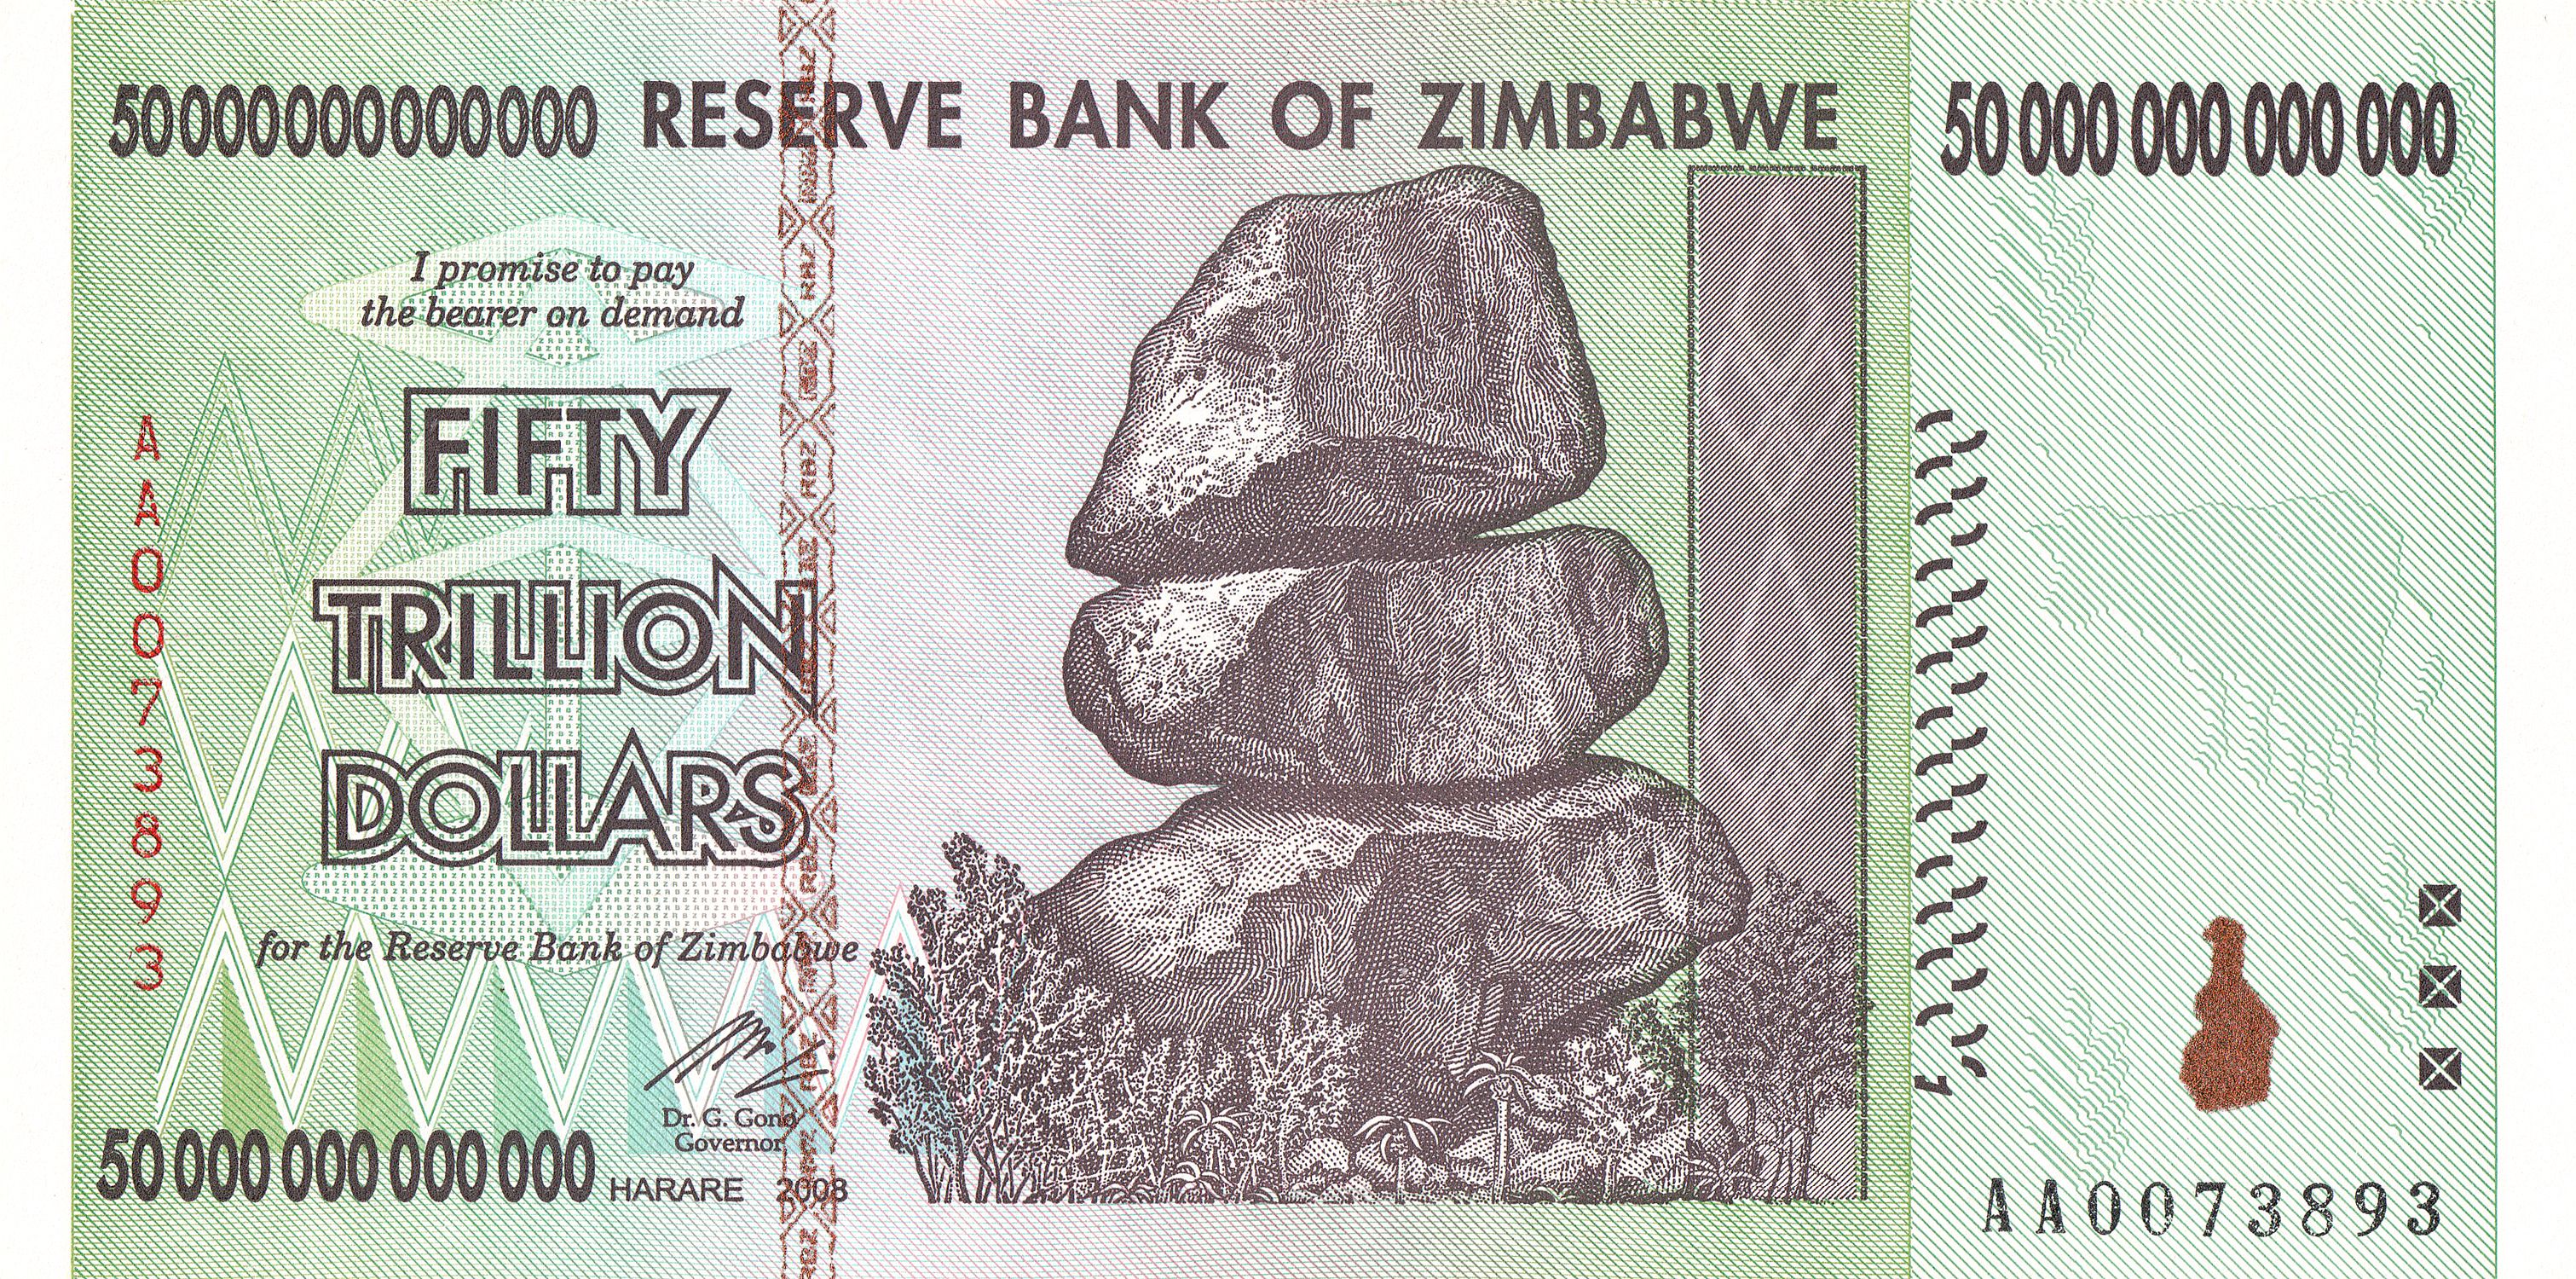 50000000000000 RESERVE BANK OF ZIMBABWE 50 000 000 000 000
I promise to pay
the bearer on demand
FIFTY
TRILLION
DOLLARS
AA0073893
for the Reserve Bank of Zimbabwe
Dr. G. Gono
Governor
50 000 000 000 000 HARARE 2008
AA0073893